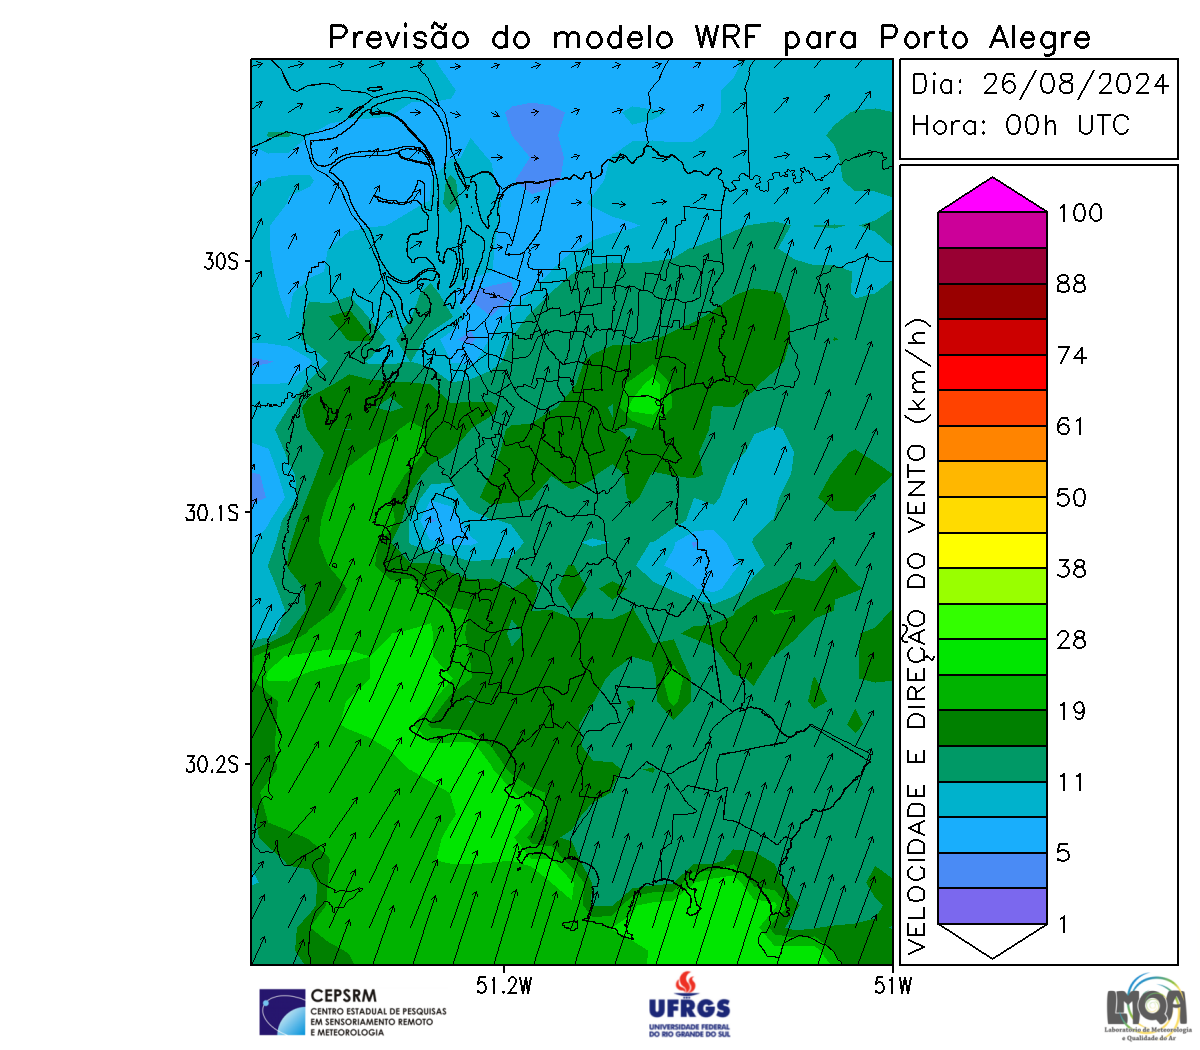 Previsão do modelo WRF para Porto Alegre
Dia: 26/08/2024
Hora: 00h UTC
30S
30.1S
30.2S
51.2W
51W
VELOCIDADE E DIREÇÃO DO VENTO (km/h)
100
88
74
61
50
38
28
19
11
5
1
CEPSRM
CENTRO ESTADUAL DE PESQUISAS
EM SENSORIAMENTO REMOTO
E METEOROLOGIA
UFRGS
UNIVERSIDADE FEDERAL
DO RIO GRANDE DO SUL
LMQA
Laboratório de Meteorologia
e Qualidade do Ar